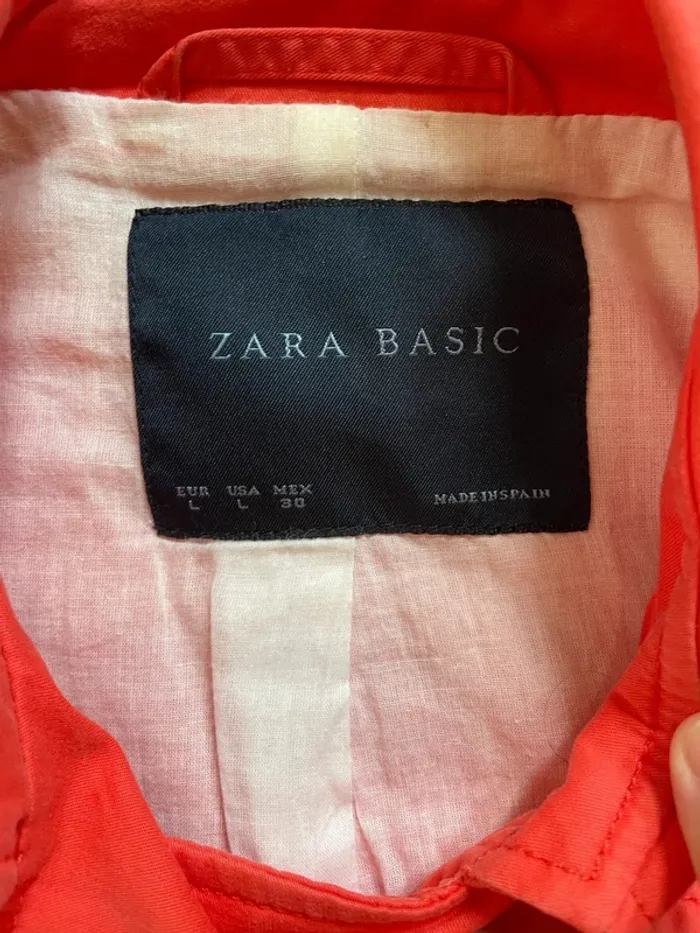 ZARA BASIC
EUR USA MEX
L L 30
MADE IN SPAIN